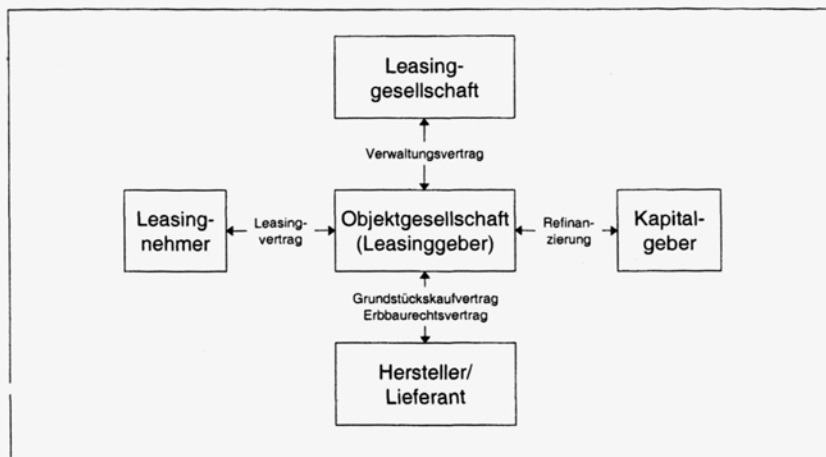 Leasing-
gesellschaft
Verwaltungsvertrag
Leasing-
nehmer
Leasing-
vertrag
Objektgesellschaft
(Leasinggeber)
Refinan-
zierung
Kapital-
geber
Grundstückskaufvertrag
Erbbaurechtsvertrag
Hersteller/
Lieferant